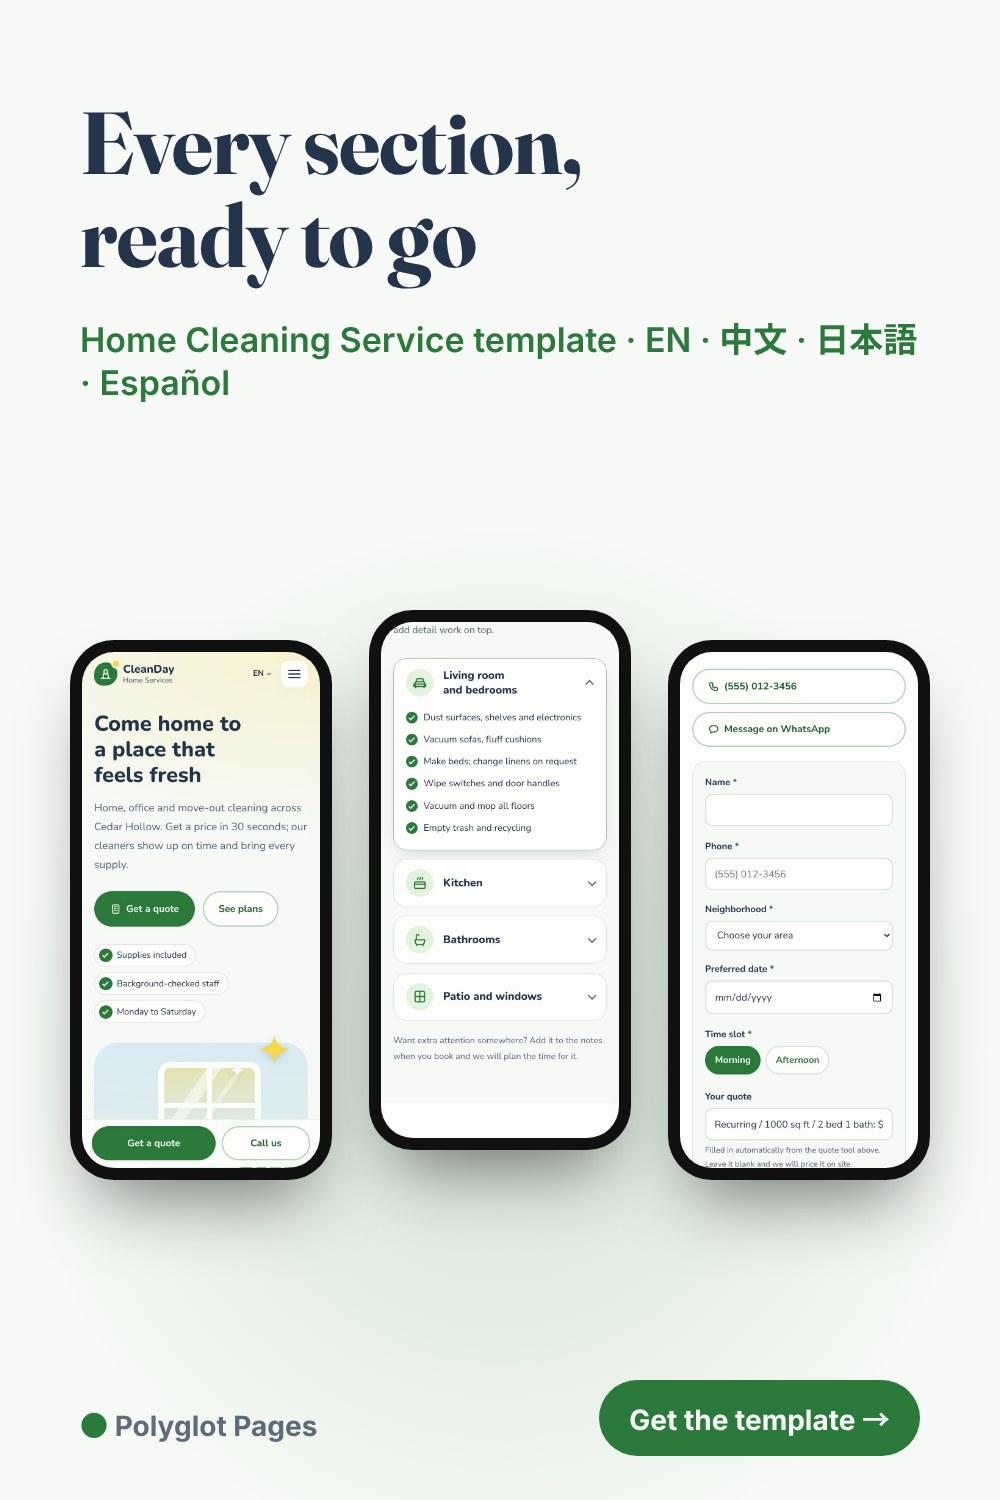 Every section,
ready to go
Home Cleaning Service template · EN · 中文 · 日本語
· Español
CleanDay
Home Services
EN
Come home to
a place that
feels fresh
Home, office and move-out cleaning across
Cedar Hollow. Get a price in 30 seconds; our
cleaners show up on time and bring every
supply.
Get a quote
See plans
Supplies included
Background-checked staff
Monday to Saturday
Get a quote
Call us
add detail work on top.
Living room
and bedrooms
Dust surfaces, shelves and electronics
Vacuum sofas, fluff cushions
Make beds; change linens on request
Wipe switches and door handles
Vacuum and mop all floors
Empty trash and recycling
Kitchen
Bathrooms
Patio and windows
Want extra attention somewhere? Add it to the notes
when you book and we will plan the time for it.
(555) 012-3456
Message on WhatsApp
Name *
Phone *
(555) 012-3456
Neighborhood *
Choose your area
Preferred date *
mm/dd/yyyy
Time slot *
Morning
Afternoon
Your quote
Recurring / 1000 sq ft / 2 bed 1 bath: $
Filled in automatically from the quote tool above.
Leave it blank and we will price it on site.
Polyglot Pages
Get the template →